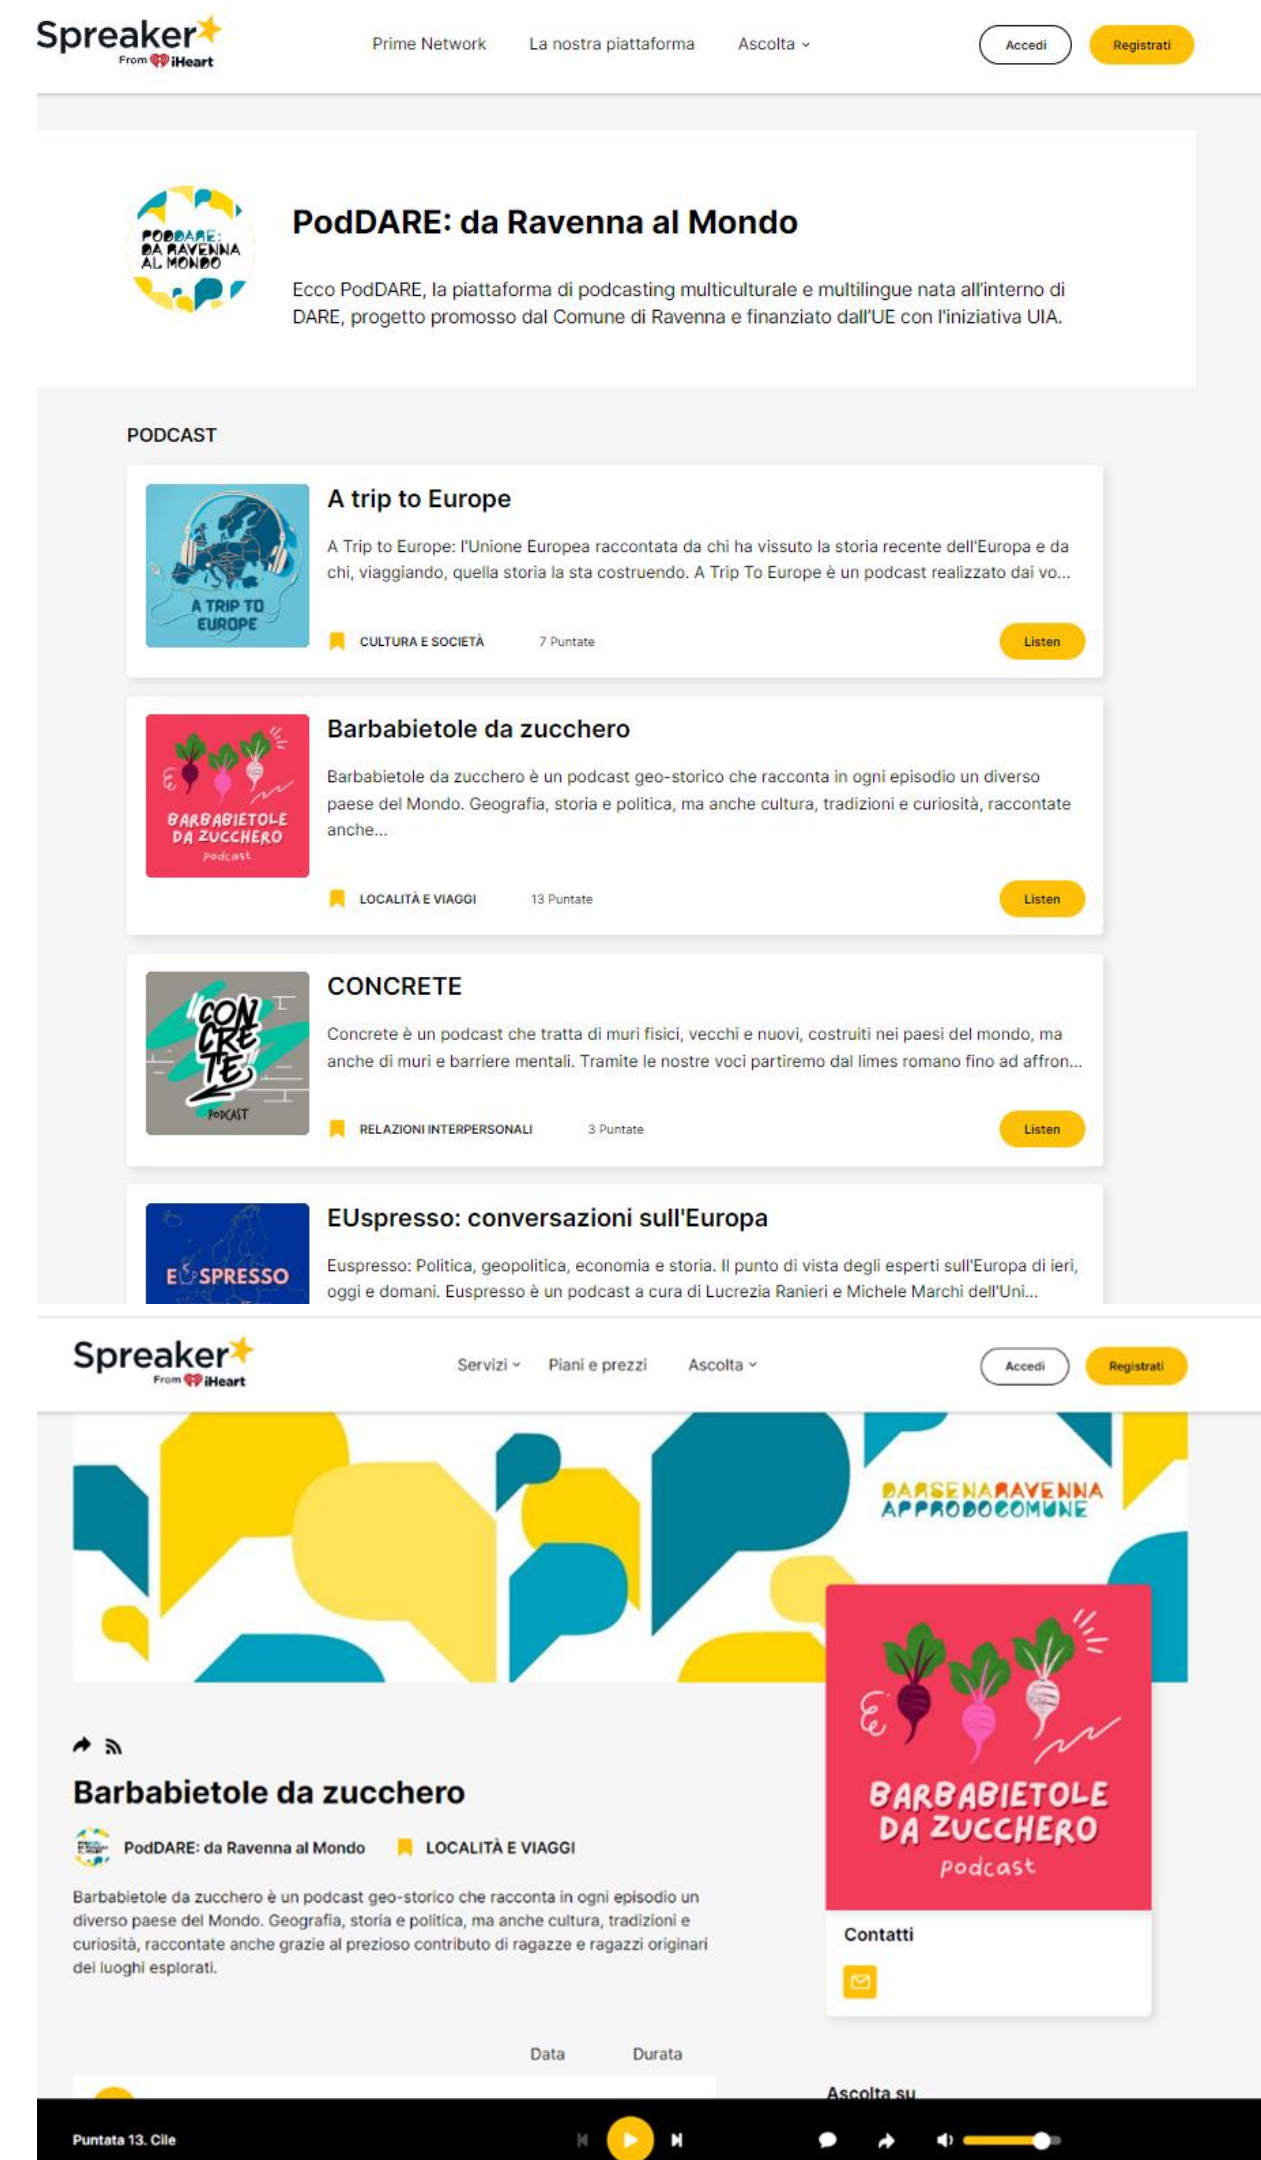 Spreaker
From iHeart
Prime Network
La nostra piattaforma
Ascolta
Accedi
Registrati
PODDARE:
DA RAVENNA
AL MONDO
PodDARE: da Ravenna al Mondo
Ecco PodDARE, la piattaforma di podcasting multiculturale e multilingue nata all'interno di
DARE, progetto promosso dal Comune di Ravenna e finanziato dall'UE con l'iniziativa UIA.
PODCAST
A TRIP TO
EUROPE
A trip to Europe
A Trip to Europe: l'Unione Europea raccontata da chi ha vissuto la storia recente dell'Europa e da
chi, viaggiando, quella storia la sta costruendo. A Trip To Europe è un podcast realizzato dai vo...
CULTURA E SOCIETÀ
7 Puntate
Listen
BARBABIETOLE
DA ZUCCHERO
Podcast
Barbabietole da zucchero
Barbabietole da zucchero è un podcast geo-storico che racconta in ogni episodio un diverso
paese del Mondo. Geografia, storia e politica, ma anche cultura, tradizioni e curiosità, raccontate
anche...
LOCALITÀ E VIAGGI
13 Puntate
Listen
"CON
CRE
TE"
PODCAST
CONCRETE
Concrete è un podcast che tratta di muri fisici, vecchi e nuovi, costruiti nei paesi del mondo, ma
anche di muri e barriere mentali. Tramite le nostre voci partiremo dal limes romano fino ad affron...
RELAZIONI INTERPERSONALI
3 Puntate
Listen
EUSPRESSO
EUspresso: conversazioni sull'Europa
Euspresso: Politica, geopolitica, economia e storia. Il punto di vista degli esperti sull'Europa di ieri,
oggi e domani. Euspresso è un podcast a cura di Lucrezia Ranieri e Michele Marchi dell'Uni...
Spreaker
From iHeart
Servizi
Piani e prezzi
Ascolta
Accedi
Registrati
DARSENARAVENNA
APPRODOCOMUNE
BARBABIETOLE
DA ZUCCHERO
Podcast
Barbabietole da zucchero
PodDARE: da Ravenna al Mondo
LOCALITÀ E VIAGGI
Barbabietole da zucchero è un podcast geo-storico che racconta in ogni episodio un
diverso paese del Mondo. Geografia, storia e politica, ma anche cultura, tradizioni e
curiosità, raccontate anche grazie al prezioso contributo di ragazze e ragazzi originari
dei luoghi esplorati.
Contatti
Data
Durata
Ascolta su
Puntata 13. Cile